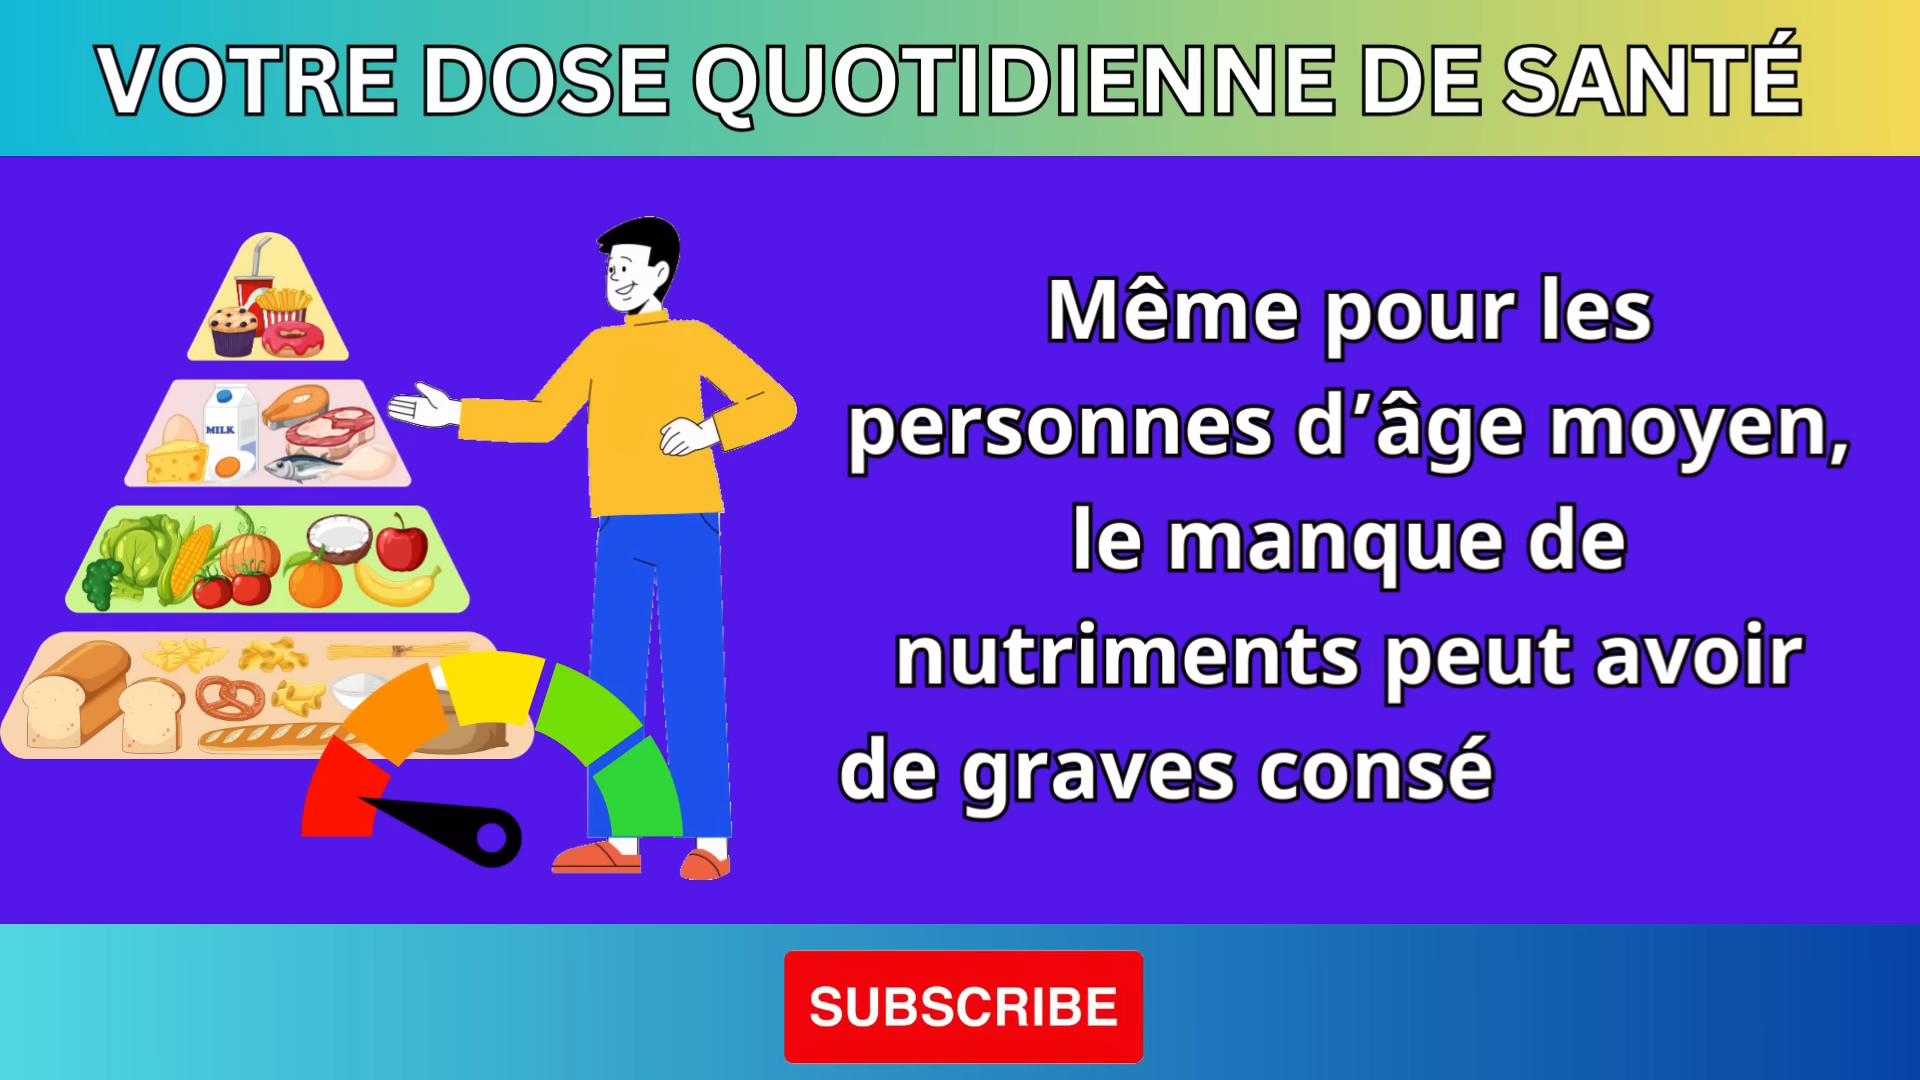 VOTRE DOSE QUOTIDIENNE DE SANTÉ
MILK
Même pour les
personnes d’âge moyen,
le manque de
nutriments peut avoir
de graves consé
SUBSCRIBE